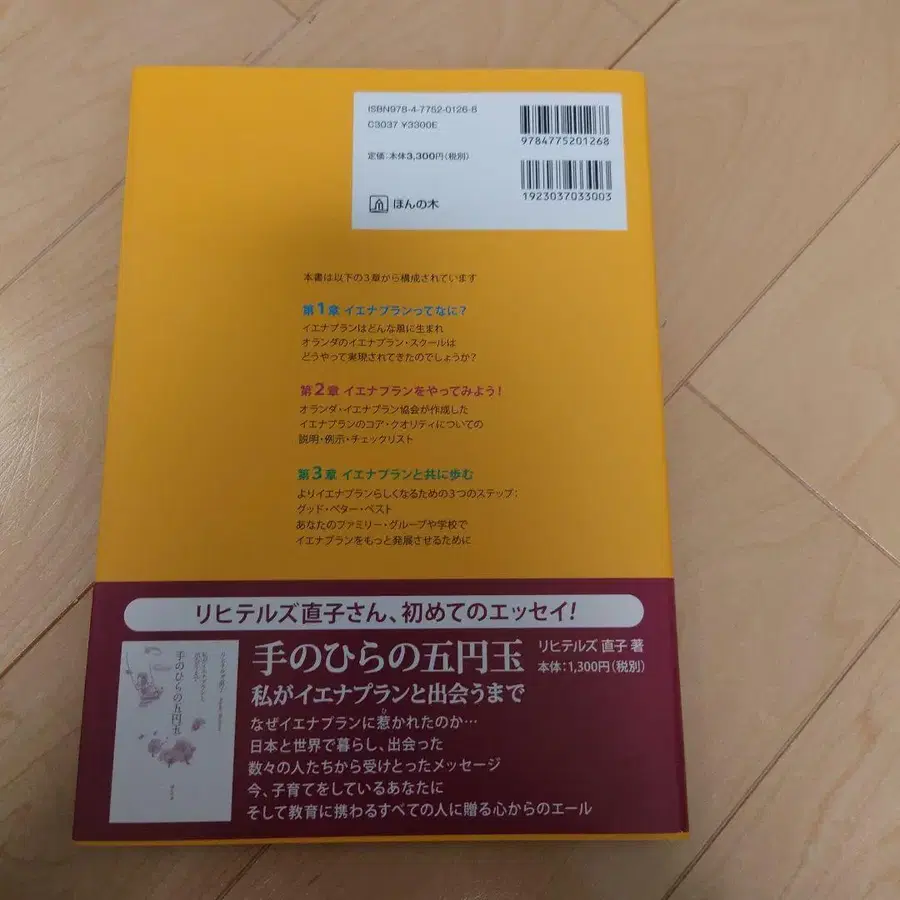 ISBN978-4-7752-0126-8
C3037 ¥3300E
定価:本体3,300円(税別)
ほんの木
9784775201268
1923037033003
本書は以下の3章から構成されています
第1章 イエナプランってなに?
イエナプランはどんな風に生まれ
オランダのイエナプラン・スクールは
どうやって実現されてきたのでしょうか?
第2章 イエナプランをやってみよう!
オランダ・イエナプラン協会が作成した
イエナプランのコア・クオリティについての
説明・例示・チェックリスト
第3章 イエナプランと共に歩む
よりイエナプランらしくなるための3つのステップ:
グッド・ベター・ベスト
あなたのファミリー・グループや学校で
イエナプランをもっと発展させるために
リヒテルズ直子さん、初めてのエッセイ!
手のひらの五円玉
リヒテルズ 直子 著
本体:1,300円(税別)
私がイエナプランと出会うまで
なぜイエナプランに惹かれたのか…
ひ
日本と世界で暮らし、出会った
数々の人たちから受けとったメッセージ
今、子育てをしているあなたに
そして教育に携わるすべての人に贈る心からのエール
手のひらの五円玉